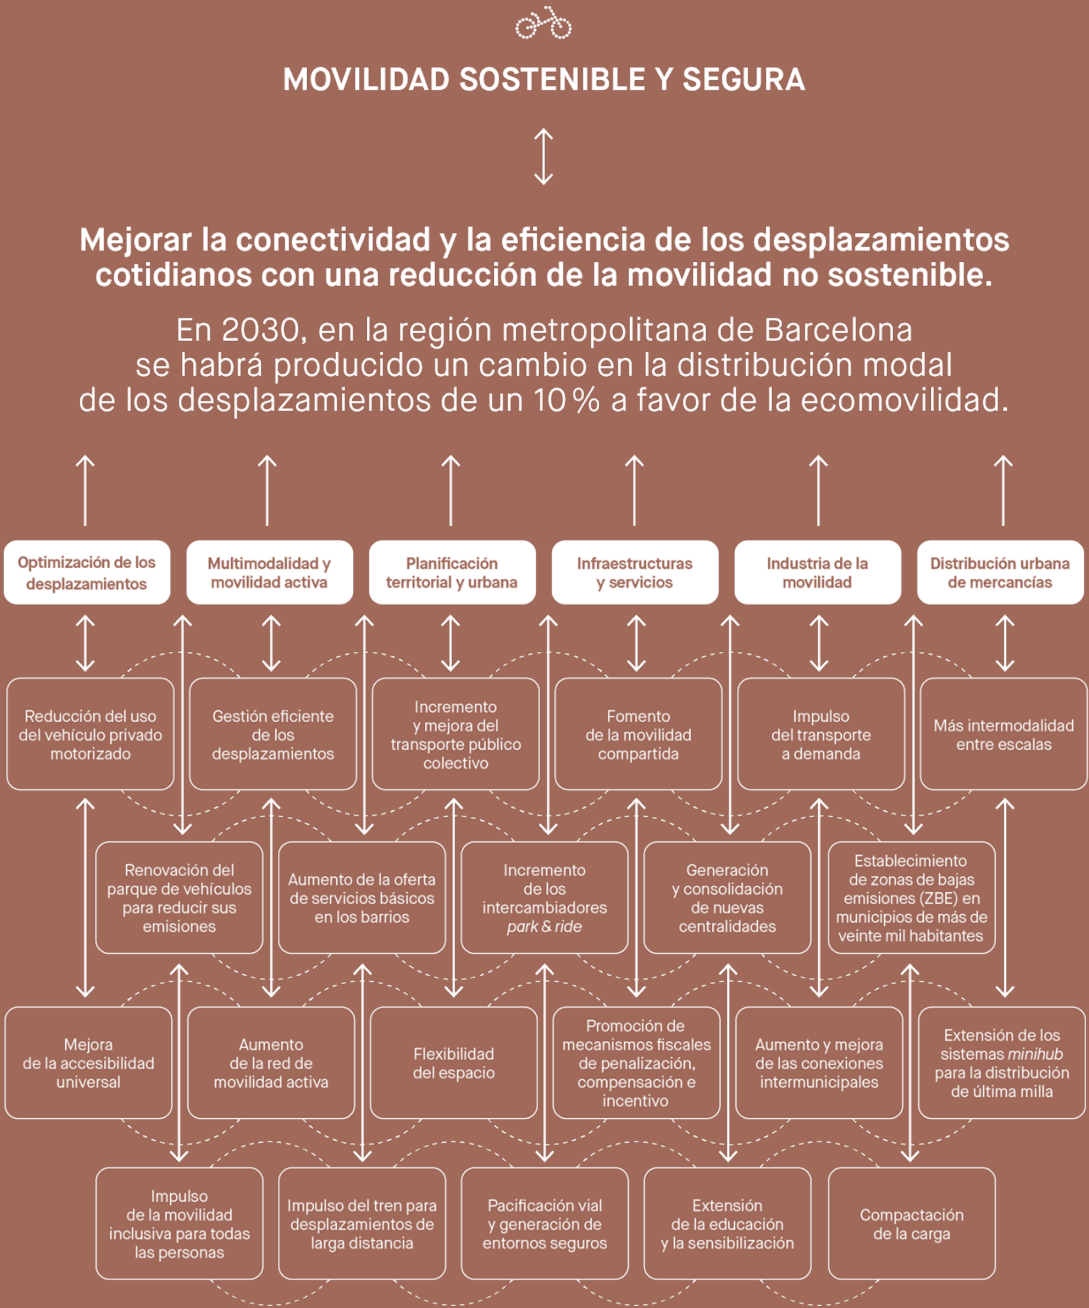 MOVILIDAD SOSTENIBLE Y SEGURA
Mejorar la conectividad y la eficiencia de los desplazamientos
cotidianos con una reducción de la movilidad no sostenible.
En 2030, en la región metropolitana de Barcelona
se habrá producido un cambio en la distribución modal
de los desplazamientos de un 10 % a favor de la ecomovilidad.
Optimización de los
desplazamientos
Multimodalidad y
movilidad activa
Planificación
territorial y urbana
Infraestructuras
y servicios
Industria de la
movilidad
Distribución urbana
de mercancías
Reducción del uso
del vehículo privado
motorizado
Gestión eficiente
de los
desplazamientos
Incremento
y mejora del
transporte público
colectivo
Fomento
de la movilidad
compartida
Impulso
del transporte
a demanda
Más intermodalidad
entre escalas
Renovación del
parque de vehículos
para reducir sus
emisiones
Aumento de la oferta
de servicios básicos
en los barrios
Incremento
de los
intercambiadores
park & ride
Generación
y consolidación
de nuevas
centralidades
Establecimiento
de zonas de bajas
emisiones (ZBE) en
municipios de más de
veinte mil habitantes
Mejora
de la accesibilidad
universal
Aumento
de la red de
movilidad activa
Flexibilidad
del espacio
Promoción de
mecanismos fiscales
de penalización,
compensación e
incentivo
Aumento y mejora
de las conexiones
intermunicipales
Extensión de los
sistemas minihub
para la distribución
de última milla
Impulso
de la movilidad
inclusiva para todas
las personas
Impulso del tren para
desplazamientos de
larga distancia
Pacificación vial
y generación de
entornos seguros
Extensión
de la educación
y la sensibilización
Compactación
de la carga